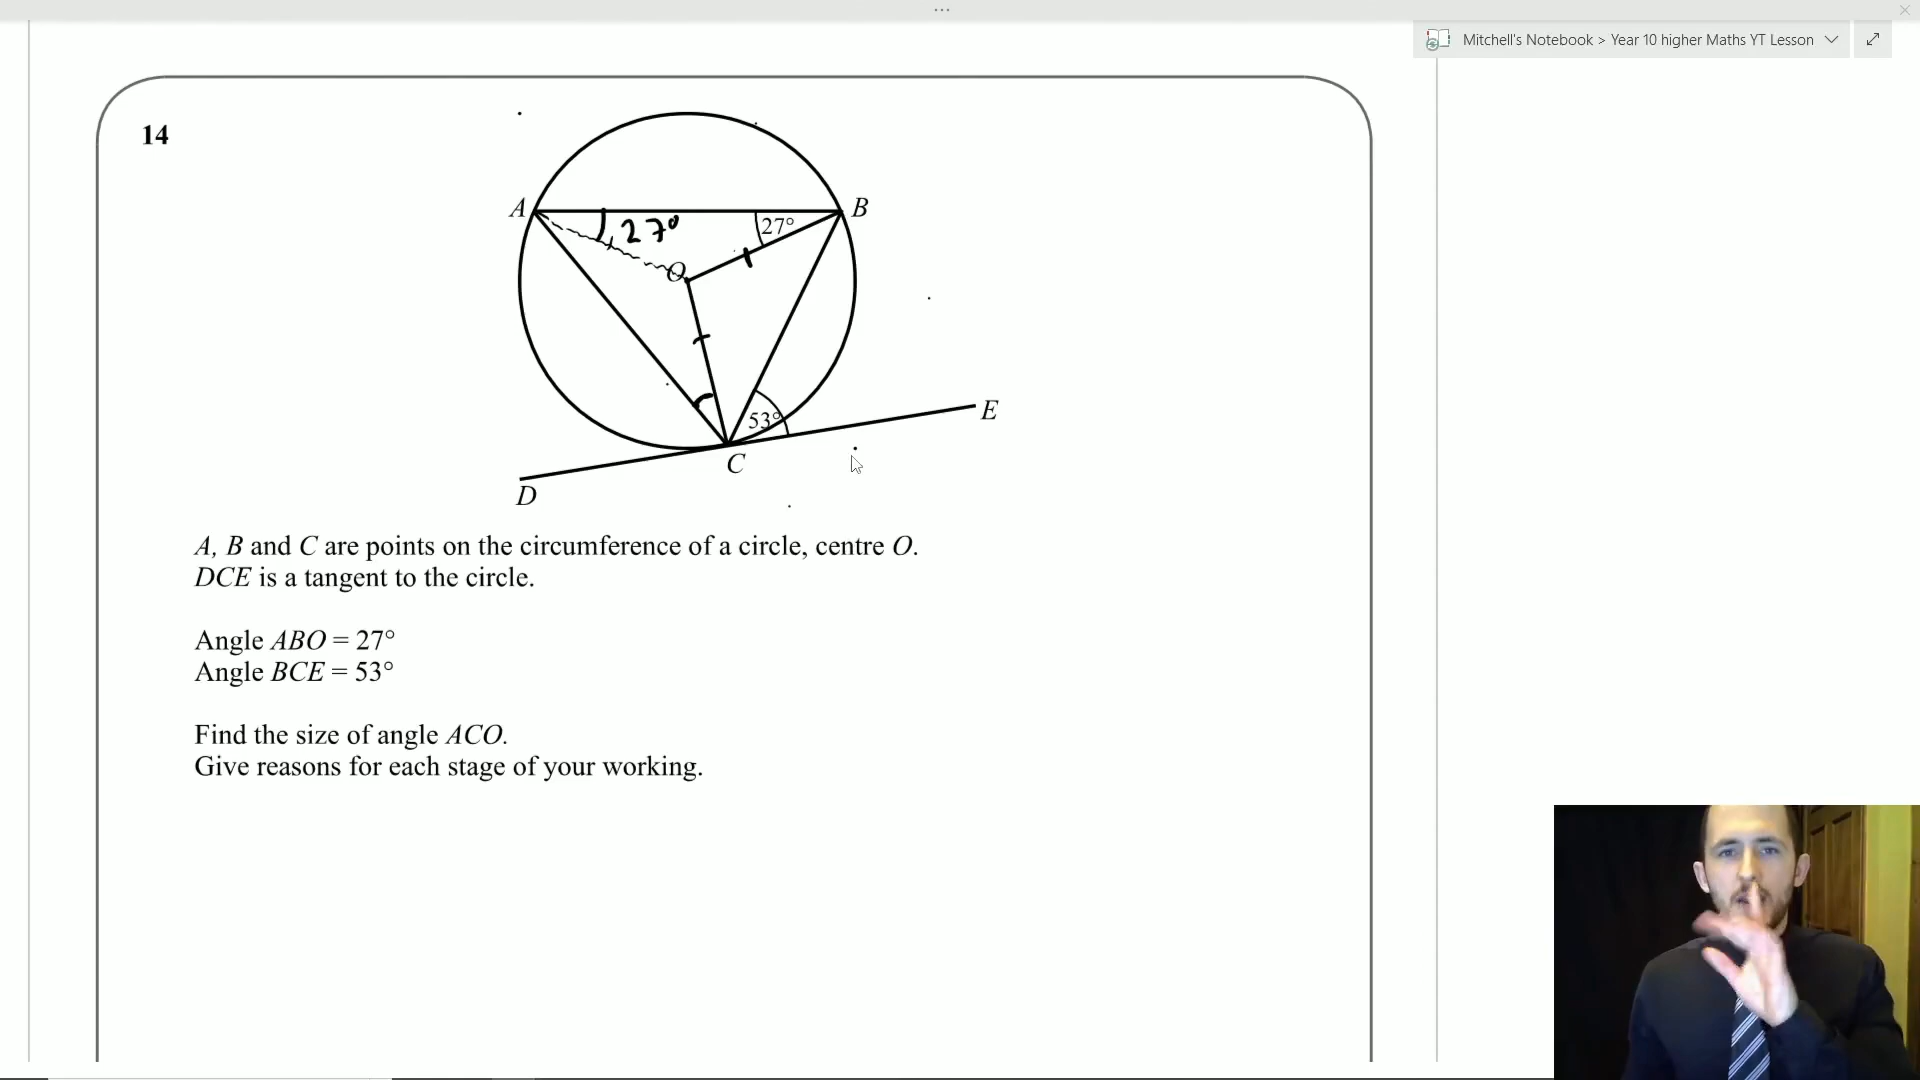 ...
Mitchell's Notebook > Year 10 higher Maths YT Lesson
14
A
B
27°
27°
O
53°
E
C
D
A, B and C are points on the circumference of a circle, centre O.
DCE is a tangent to the circle.
Angle ABO = 27°
Angle BCE = 53°
Find the size of angle ACO.
Give reasons for each stage of your working.